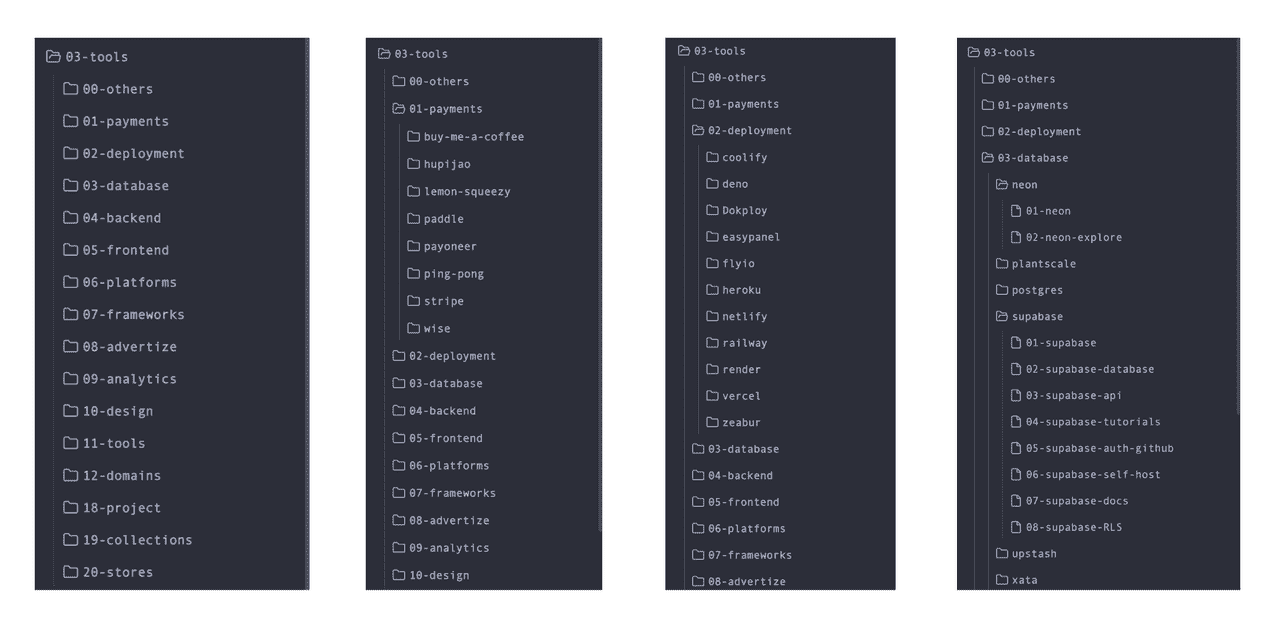 03-tools
00-others
01-payments
02-deployment
03-database
04-backend
05-frontend
06-platforms
07-frameworks
08-advertize
09-analytics
10-design
11-tools
12-domains
18-project
19-collections
20-stores
03-tools
00-others
01-payments
buy-me-a-coffee
hupijao
lemon-squeezy
paddle
payoneer
ping-pong
stripe
wise
02-deployment
03-database
04-backend
05-frontend
06-platforms
07-frameworks
08-advertize
09-analytics
10-design
03-tools
00-others
01-payments
02-deployment
coolify
deno
Dokploy
easypanel
flyio
heroku
netlify
railway
render
vercel
zeabur
03-database
04-backend
05-frontend
06-platforms
07-frameworks
08-advertize
03-tools
00-others
01-payments
02-deployment
03-database
neon
01-neon
02-neon-explore
plantscale
postgres
supabase
01-supabase
02-supabase-database
03-supabase-api
04-supabase-tutorials
05-supabase-auth-github
06-supabase-self-host
07-supabase-docs
08-supabase-RLS
upstash
xata